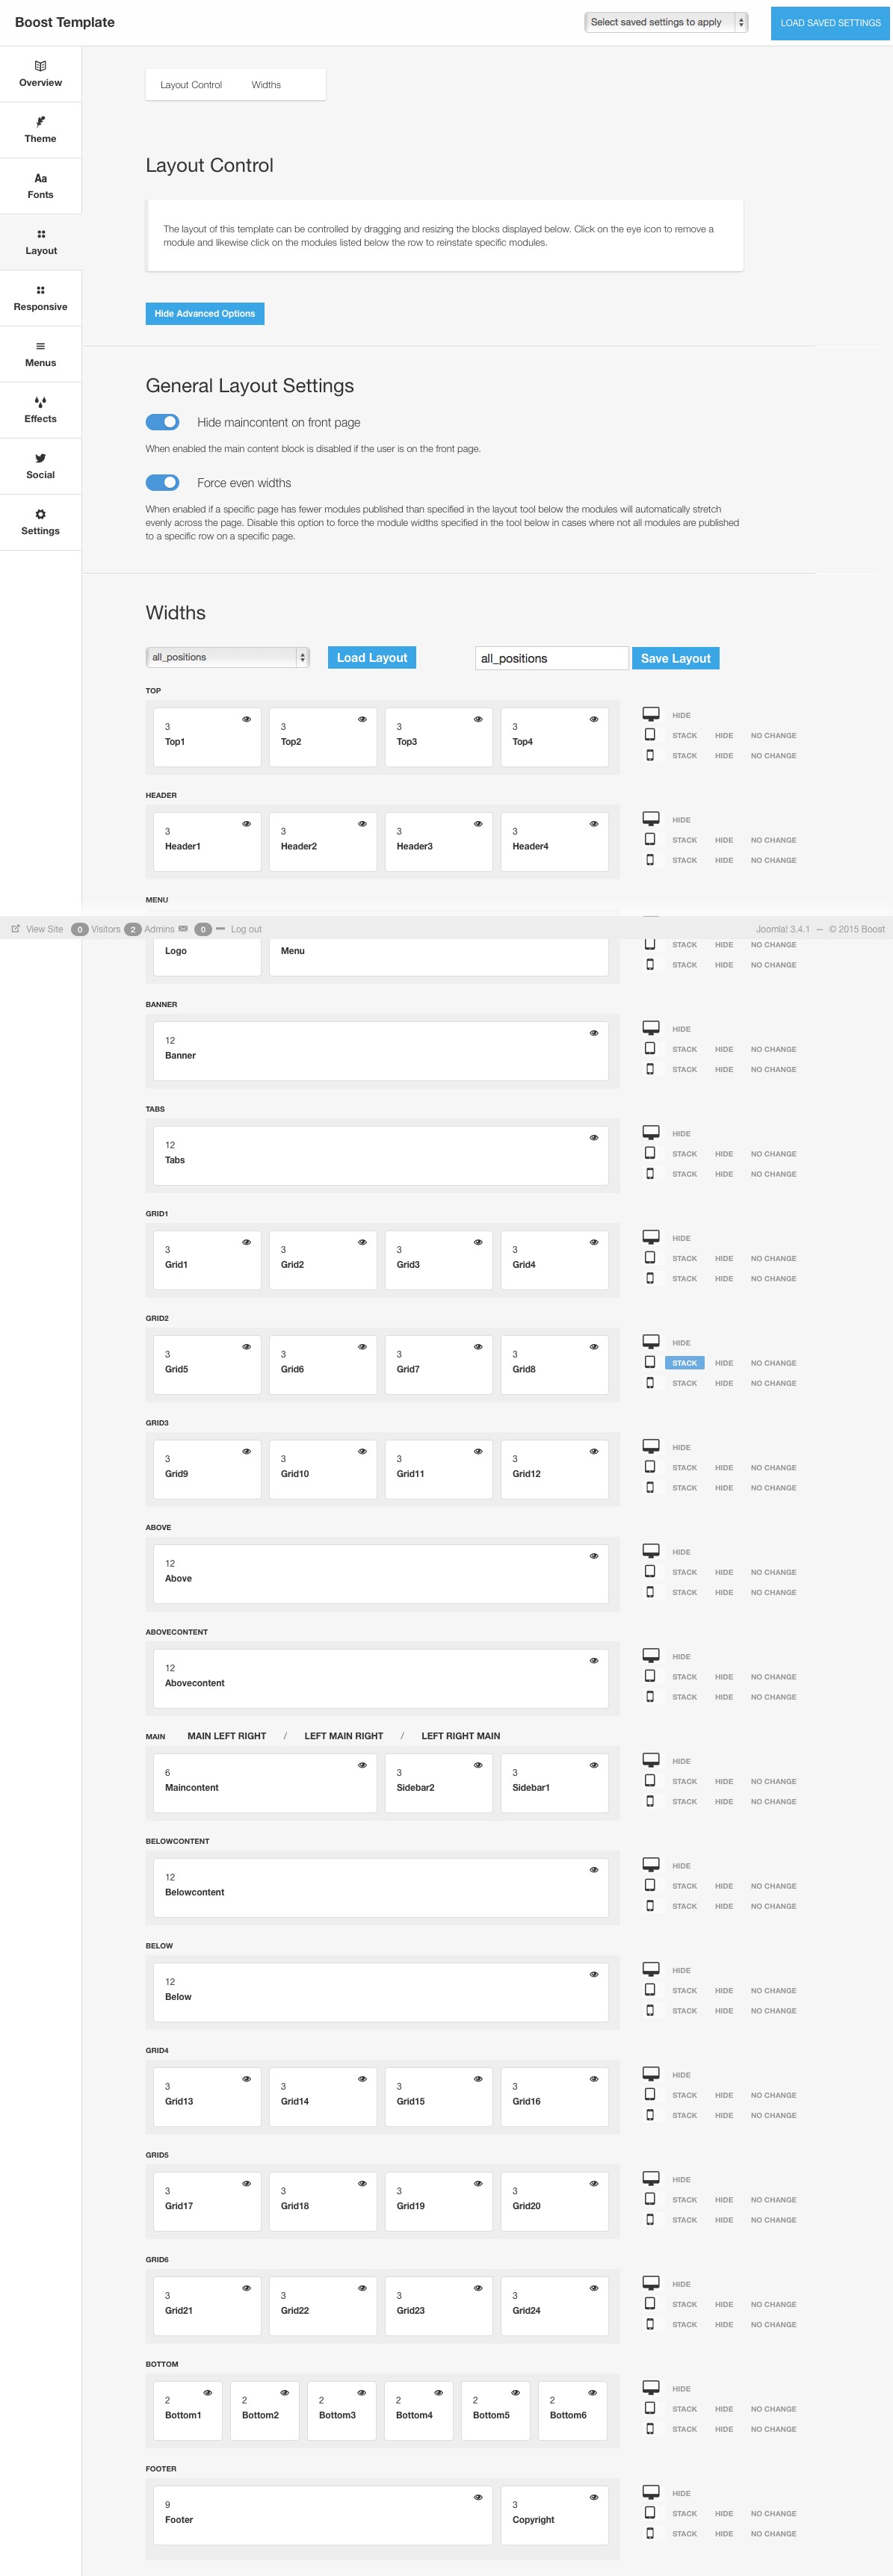 Boost Template
Select saved settings to apply
LOAD SAVED SETTINGS
Overview
Theme
Aa
Fonts
Layout
Responsive
Menus
Effects
Social
Settings
Layout Control Widths
Layout Control
The layout of this template can be controlled by dragging and resizing the blocks displayed below. Click on the eye icon to remove a
module and likewise click on the modules listed below the row to reinstate specific modules.
Hide Advanced Options
General Layout Settings
Hide maincontent on front page
When enabled the main content block is disabled if the user is on the front page.
Force even widths
When enabled if a specific page has fewer modules published than specified in the layout tool below the modules will automatically stretch
evenly across the page. Disable this option to force the module widths specified in the tool below in cases where not all modules are published
to a specific row on a specific page.
Widths
all_positions Load Layout all_positions Save Layout
TOP
3 3 3 3 HIDE
Top1 Top2 Top3 Top4 STACK HIDE NO CHANGE
STACK HIDE NO CHANGE
HEADER
3 3 3 3 HIDE
Header1 Header2 Header3 Header4 STACK HIDE NO CHANGE
STACK HIDE NO CHANGE
MENU
View Site 0 Visitors 2 Admins 0 Log out Joomla! 3.4.1 — © 2015 Boost
Logo Menu STACK HIDE NO CHANGE
STACK HIDE NO CHANGE
BANNER
12 HIDE
Banner STACK HIDE NO CHANGE
STACK HIDE NO CHANGE
TABS
12 HIDE
Tabs STACK HIDE NO CHANGE
STACK HIDE NO CHANGE
GRID1
3 3 3 3 HIDE
Grid1 Grid2 Grid3 Grid4 STACK HIDE NO CHANGE
STACK HIDE NO CHANGE
GRID2
3 3 3 3 HIDE
Grid5 Grid6 Grid7 Grid8 STACK HIDE NO CHANGE
STACK HIDE NO CHANGE
GRID3
3 3 3 3 HIDE
Grid9 Grid10 Grid11 Grid12 STACK HIDE NO CHANGE
STACK HIDE NO CHANGE
ABOVE
12 HIDE
Above STACK HIDE NO CHANGE
STACK HIDE NO CHANGE
ABOVECONTENT
12 HIDE
Abovecontent STACK HIDE NO CHANGE
STACK HIDE NO CHANGE
MAIN MAIN LEFT RIGHT / LEFT MAIN RIGHT / LEFT RIGHT MAIN
6 3 3 HIDE
Maincontent Sidebar2 Sidebar1 STACK HIDE NO CHANGE
STACK HIDE NO CHANGE
BELOWCONTENT
12 HIDE
Belowcontent STACK HIDE NO CHANGE
STACK HIDE NO CHANGE
BELOW
12 HIDE
Below STACK HIDE NO CHANGE
STACK HIDE NO CHANGE
GRID4
3 3 3 3 HIDE
Grid13 Grid14 Grid15 Grid16 STACK HIDE NO CHANGE
STACK HIDE NO CHANGE
GRID5
3 3 3 3 HIDE
Grid17 Grid18 Grid19 Grid20 STACK HIDE NO CHANGE
STACK HIDE NO CHANGE
GRID6
3 3 3 3 HIDE
Grid21 Grid22 Grid23 Grid24 STACK HIDE NO CHANGE
STACK HIDE NO CHANGE
BOTTOM
2 2 2 2 2 2 HIDE
Bottom1 Bottom2 Bottom3 Bottom4 Bottom5 Bottom6 STACK HIDE NO CHANGE
STACK HIDE NO CHANGE
FOOTER
9 3 HIDE
Footer Copyright STACK HIDE NO CHANGE
STACK HIDE NO CHANGE